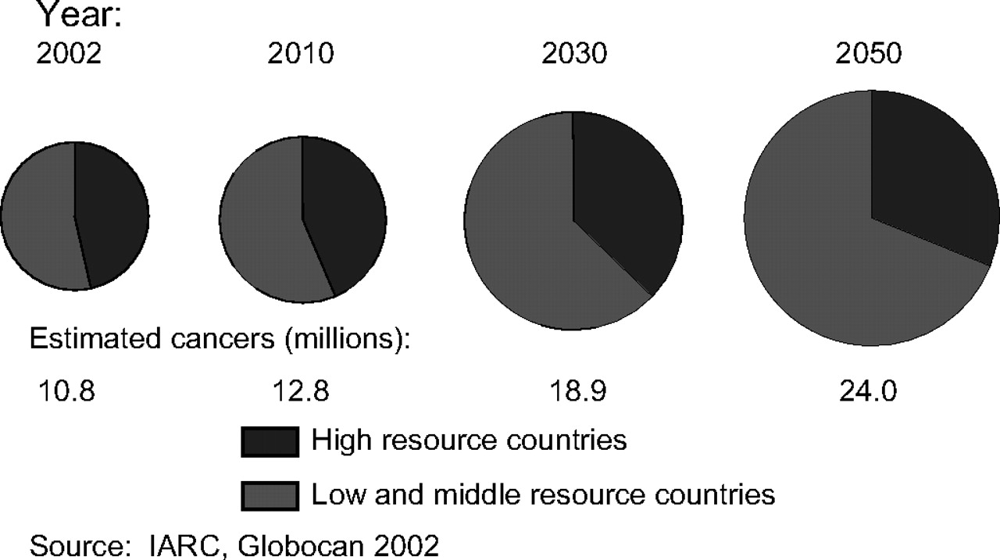 Year:
2002 2010 2030 2050
Estimated cancers (millions):
10.8 12.8 18.9 24.0
High resource countries
Low and middle resource countries
Source: IARC, Globocan 2002